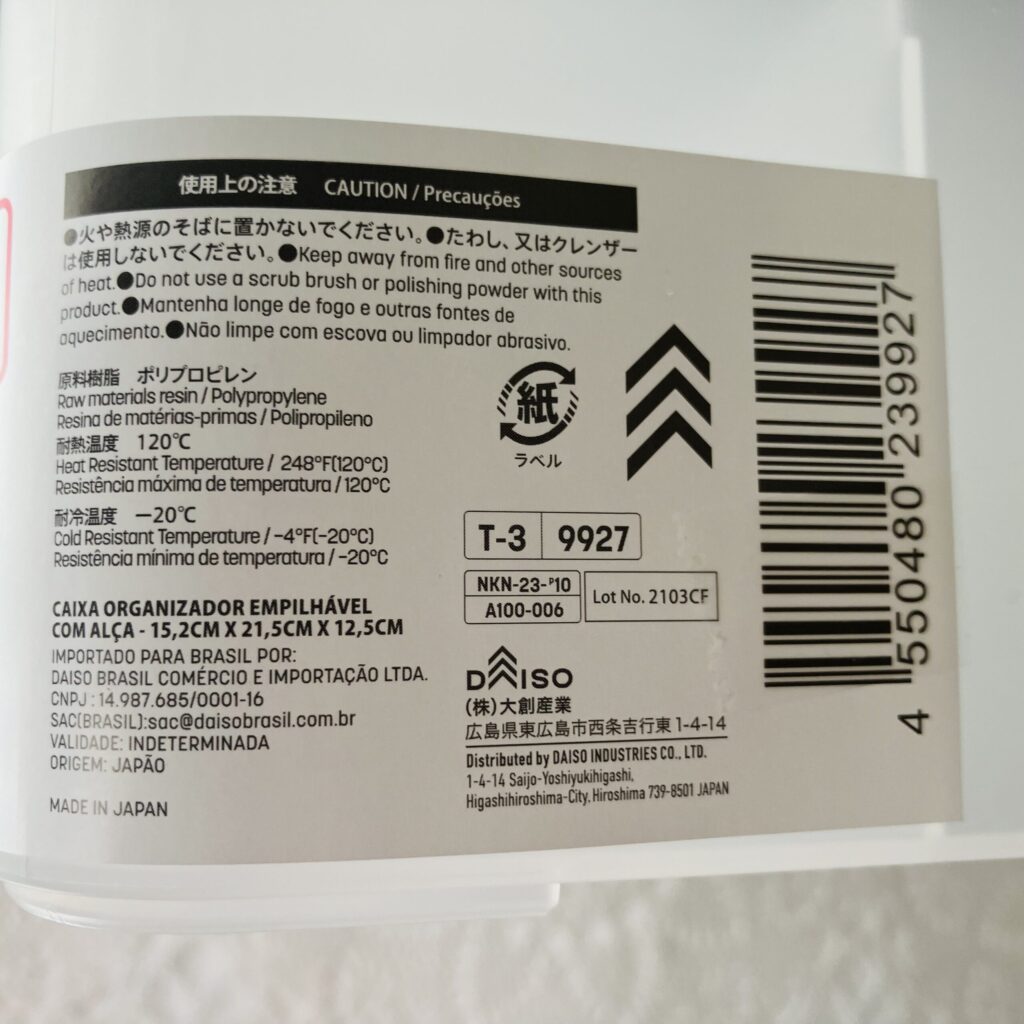 使用上の注意 CAUTION / Precauções
●火や熱源のそばに置かないでください。●たわし、又はクレンザー
は使用しないでください。●Keep away from fire and other sources
of heat.●Do not use a scrub brush or polishing powder with this
product.●Mantenha longe de fogo e outras fontes de
aquecimento.●Não limpe com escova ou limpador abrasivo.
原料樹脂 ポリプロピレン
Raw materials resin / Polypropylene
Resina de matérias-primas / Polipropileno
耐熱温度 120℃
Heat Resistant Temperature / 248°F(120°C)
Resistência máxima de temperatura / 120°C
耐冷温度 －20℃
Cold Resistant Temperature / -4°F(-20°C)
Resistência mínima de temperatura / -20°C
CAIXA ORGANIZADOR EMPILHÁVEL
COM ALÇA - 15,2CM X 21,5CM X 12,5CM
IMPORTADO PARA BRASIL POR:
DAISO BRASIL COMÉRCIO E IMPORTAÇÃO LTDA.
CNPJ : 14.987.685/0001-16
SAC(BRASIL):sac@daisobrasil.com.br
VALIDADE: INDETERMINADA
ORIGEM: JAPÃO
MADE IN JAPAN
紙
ラベル
T-3 9927
NKN-23-P10
A100-006
Lot No. 2103CF
DAISO
(株)大創産業
広島県東広島市西条吉行東 1-4-14
Distributed by DAISO INDUSTRIES CO., LTD.
1-4-14 Saijo-Yoshiyukihigashi,
Higashihiroshima-City, Hiroshima 739-8501 JAPAN
4 550480 239927